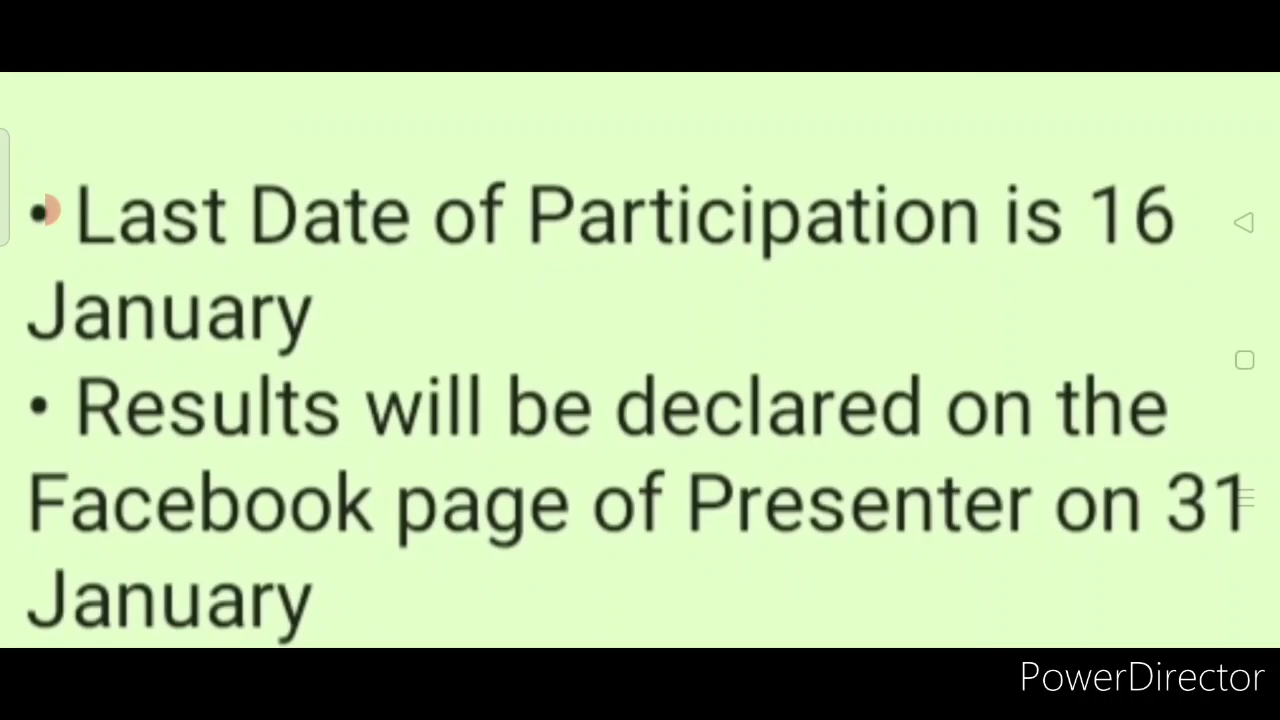 • Last Date of Participation is 16
January
• Results will be declared on the
Facebook page of Presenter on 31
January
PowerDirector